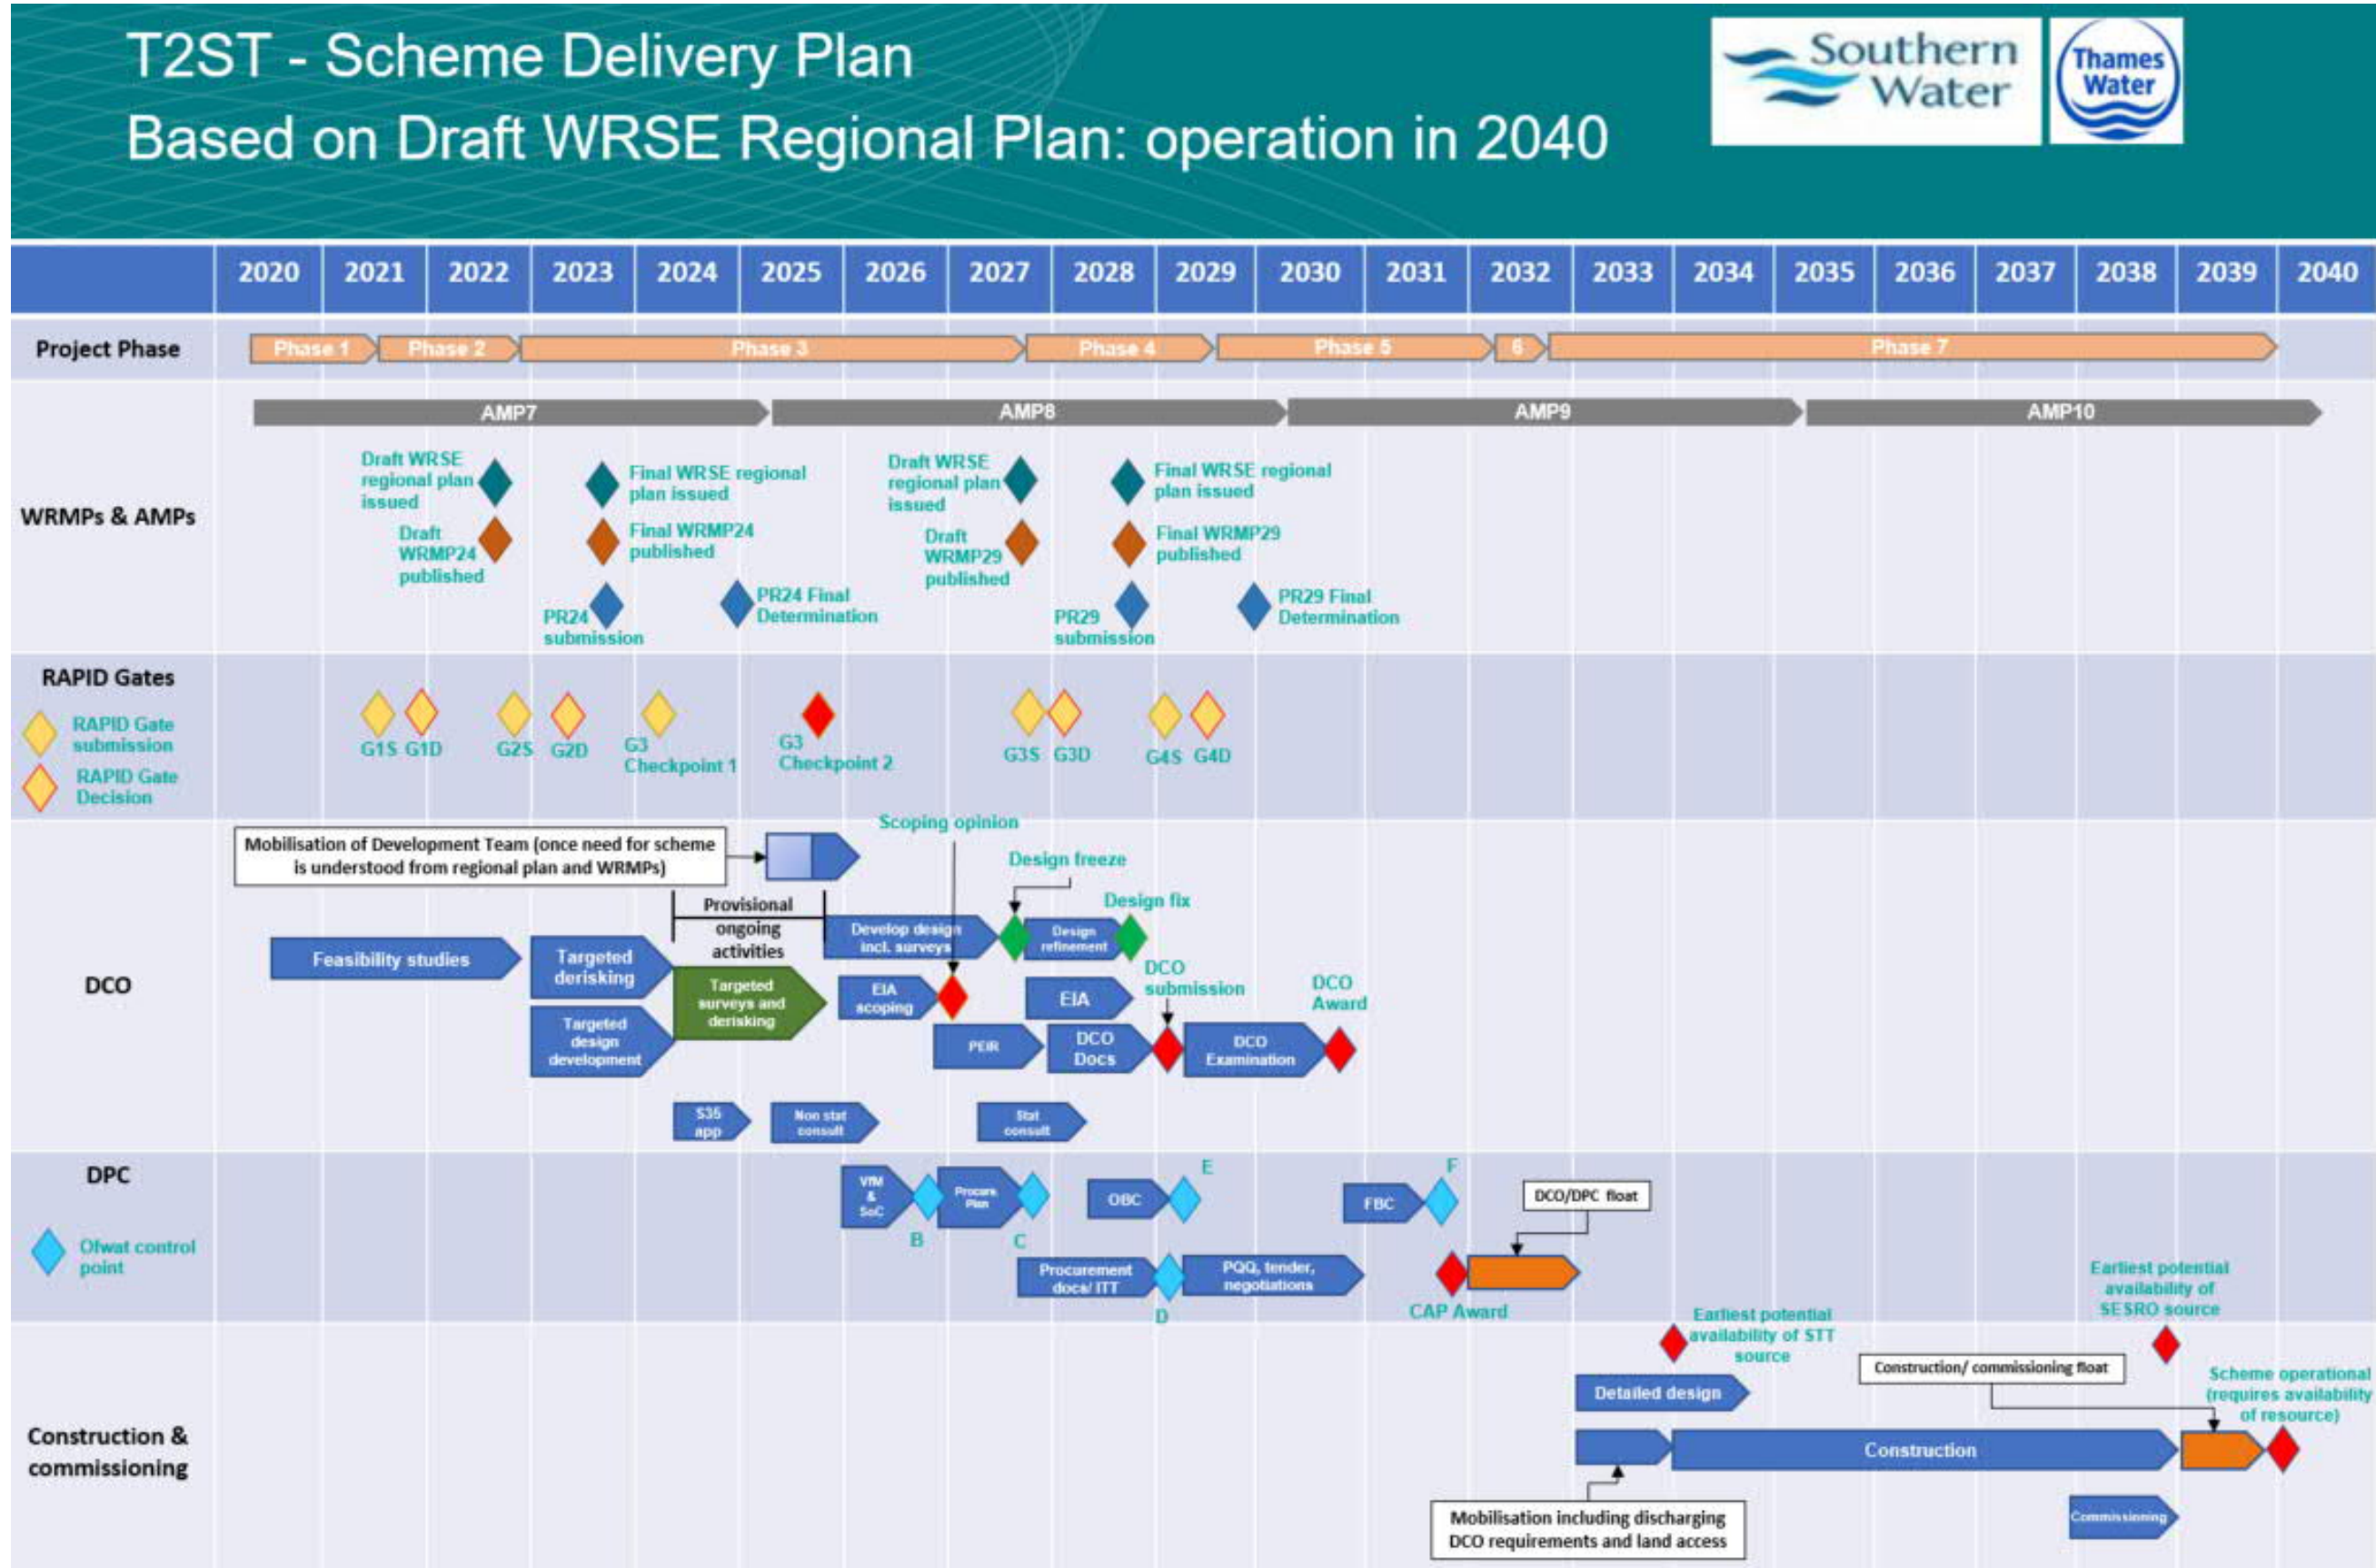 T2ST - Scheme Delivery Plan
Based on Draft WRSE Regional Plan: operation in 2040
Southern
Water
Thames
Water
2020 2021 2022 2023 2024 2025 2026 2027 2028 2029 2030 2031 2032 2033 2034 2035 2036 2037 2038 2039 2040
Project Phase
Phase 1 Phase 2 Phase 3 Phase 4 Phase 5 6 Phase 7
WRMPs & AMPs
AMP7 AMP8 AMP9 AMP10
Draft WRSE
regional plan
issued
Final WRSE regional
plan issued
Draft WRSE
regional plan
issued
Final WRSE regional
plan issued
Draft
WRMP24
published
Final WRMP24
published
Draft
WRMP29
published
Final WRMP29
published
PR24
submission
PR24 Final
Determination
PR29
submission
PR29 Final
Determination
RAPID Gates
RAPID Gate
submission
RAPID Gate
Decision
G1S G1D
G2S G2D
G3
Checkpoint 1
G3
Checkpoint 2
G3S G3D
G4S G4D
DCO
Mobilisation of Development Team (once need for scheme
is understood from regional plan and WRMPs)
Scoping opinion
Design freeze
Design fix
Provisional
ongoing
activities
Feasibility studies
Targeted
derisking
Targeted
design
development
Targeted
surveys and
derisking
Develop design
incl. surveys
Design
refinement
EIA
scoping
EIA
DCO
submission
DCO
Award
PEIR
DCO
Docs
DCO
Examination
S35
app
Non stat
consult
Stat
consult
DPC
Ofwat control
point
VfM
&
SoC
B
Procure.
Plan
C
OBC
E
FBC
F
DCO/DPC float
Procurement
docs/ ITT
D
PQQ, tender,
negotiations
CAP Award
Construction &
commissioning
Earliest potential
availability of STT
source
Earliest potential
availability of
SESRO source
Detailed design
Construction/ commissioning float
Scheme operational
(requires availability
of resource)
Construction
Mobilisation including discharging
DCO requirements and land access
Commissioning